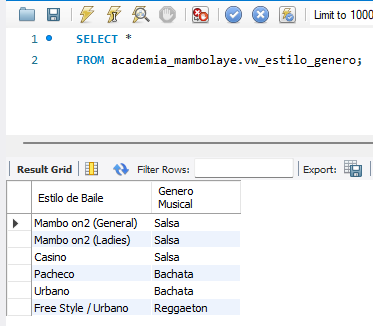 Limit to 1000
1 SELECT *
2 FROM academia_mambolaye.vw_estilo_genero;
Result Grid Filter Rows: Export:
Estilo de Baile Genero Musical
Mambo on2 (General) Salsa
Mambo on2 (Ladies) Salsa
Casino Salsa
Pacheco Bachata
Urbano Bachata
Free Style / Urbano Reggaeton